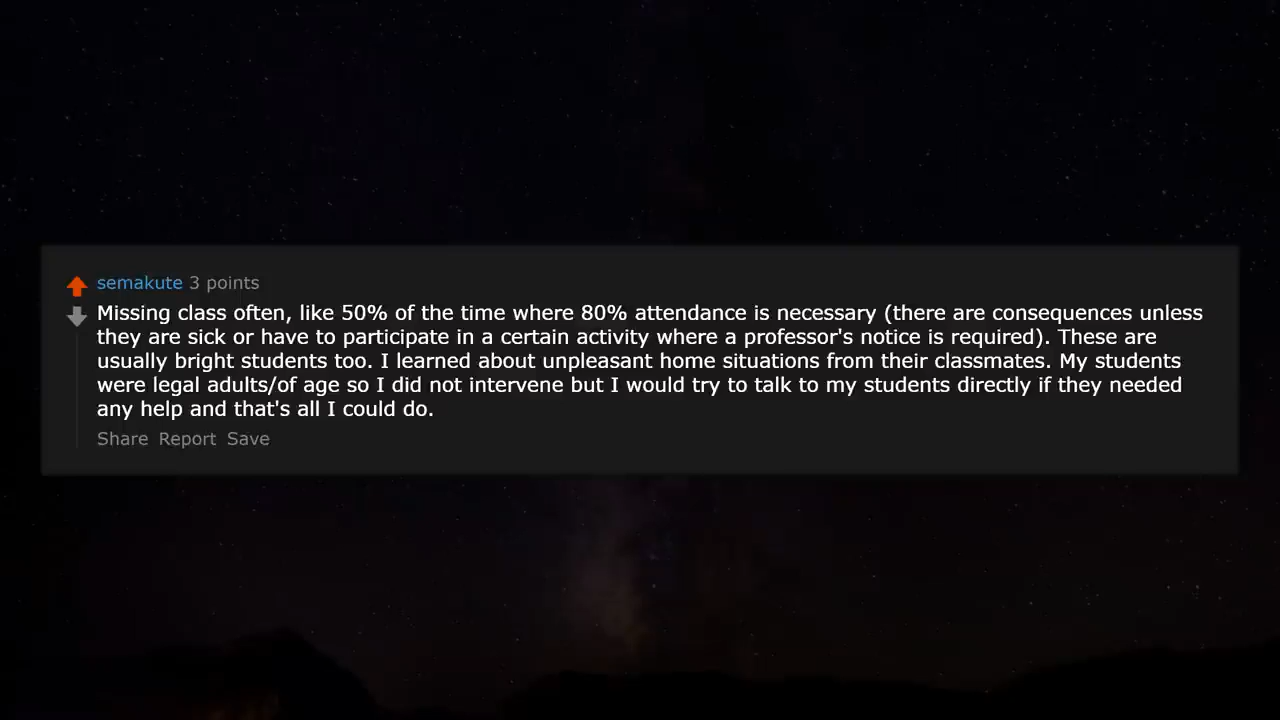 semakute 3 points
Missing class often, like 50% of the time where 80% attendance is necessary (there are consequences unless
they are sick or have to participate in a certain activity where a professor's notice is required). These are
usually bright students too. I learned about unpleasant home situations from their classmates. My students
were legal adults/of age so I did not intervene but I would try to talk to my students directly if they needed
any help and that's all I could do.
Share Report Save